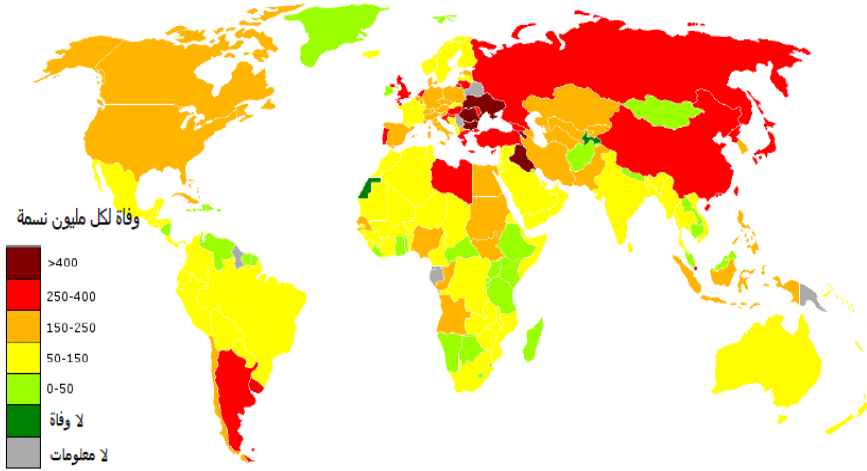 وفاة لكل مليون نسمة
>400
250-400
150-250
50-150
0-50
لا وفاة
لا معلومات